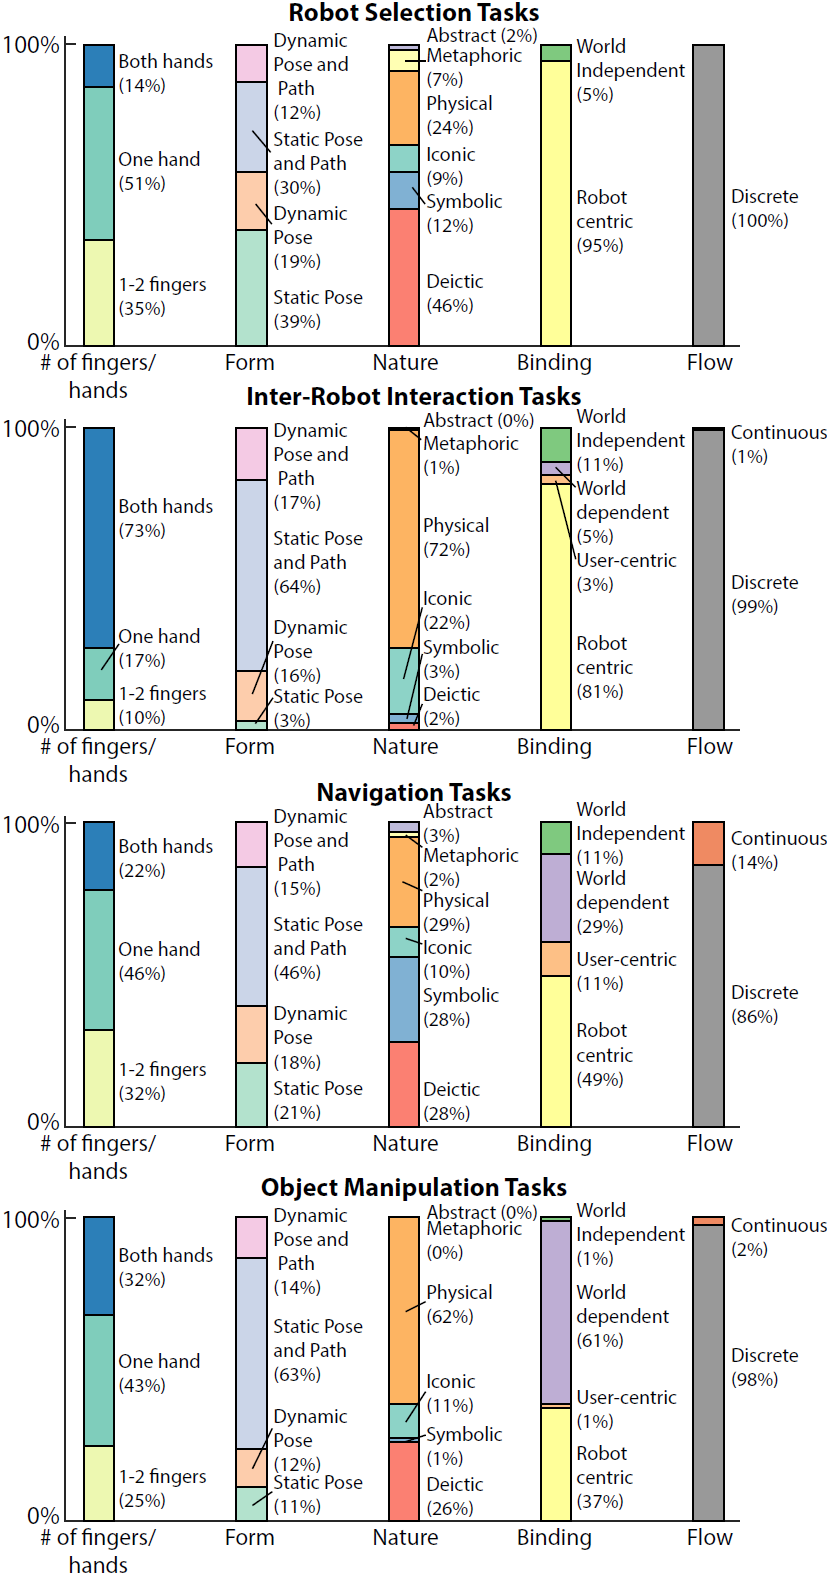 Robot Selection Tasks
100%
0%
Both hands
(14%)
One hand
(51%)
1-2 fingers
(35%)
# of fingers/
hands
Dynamic
Pose and
Path
(12%)
Static Pose
and Path
(30%)
Dynamic
Pose
(19%)
Static Pose
(39%)
Form
Abstract (2%)
Metaphoric
(7%)
Physical
(24%)
Iconic
(9%)
Symbolic
(12%)
Deictic
(46%)
Nature
World
Independent
(5%)
Robot
centric
(95%)
Binding
Discrete
(100%)
Flow
Inter-Robot Interaction Tasks
100%
0%
Both hands
(73%)
One hand
(17%)
1-2 fingers
(10%)
# of fingers/
hands
Dynamic
Pose and
Path
(17%)
Static Pose
and Path
(64%)
Dynamic
Pose
(16%)
Static Pose
(3%)
Form
Abstract (0%)
Metaphoric
(1%)
Physical
(72%)
Iconic
(22%)
Symbolic
(3%)
Deictic
(2%)
Nature
World
Independent
(11%)
World
dependent
(5%)
User-centric
(3%)
Robot
centric
(81%)
Binding
Continuous
(1%)
Discrete
(99%)
Flow
Navigation Tasks
100%
0%
Both hands
(22%)
One hand
(46%)
1-2 fingers
(32%)
# of fingers/
hands
Dynamic
Pose and
Path
(15%)
Static Pose
and Path
(46%)
Dynamic
Pose
(18%)
Static Pose
(21%)
Form
Abstract
(3%)
Metaphoric
(2%)
Physical
(29%)
Iconic
(10%)
Symbolic
(28%)
Deictic
(28%)
Nature
World
Independent
(11%)
World
dependent
(29%)
User-centric
(11%)
Robot
centric
(49%)
Binding
Continuous
(14%)
Discrete
(86%)
Flow
Object Manipulation Tasks
100%
0%
Both hands
(32%)
One hand
(43%)
1-2 fingers
(25%)
# of fingers/
hands
Dynamic
Pose and
Path
(14%)
Static Pose
and Path
(63%)
Dynamic
Pose
(12%)
Static Pose
(11%)
Form
Abstract (0%)
Metaphoric
(0%)
Physical
(62%)
Iconic
(11%)
Symbolic
(1%)
Deictic
(26%)
Nature
World
Independent
(1%)
World
dependent
(61%)
User-centric
(1%)
Robot
centric
(37%)
Binding
Continuous
(2%)
Discrete
(98%)
Flow